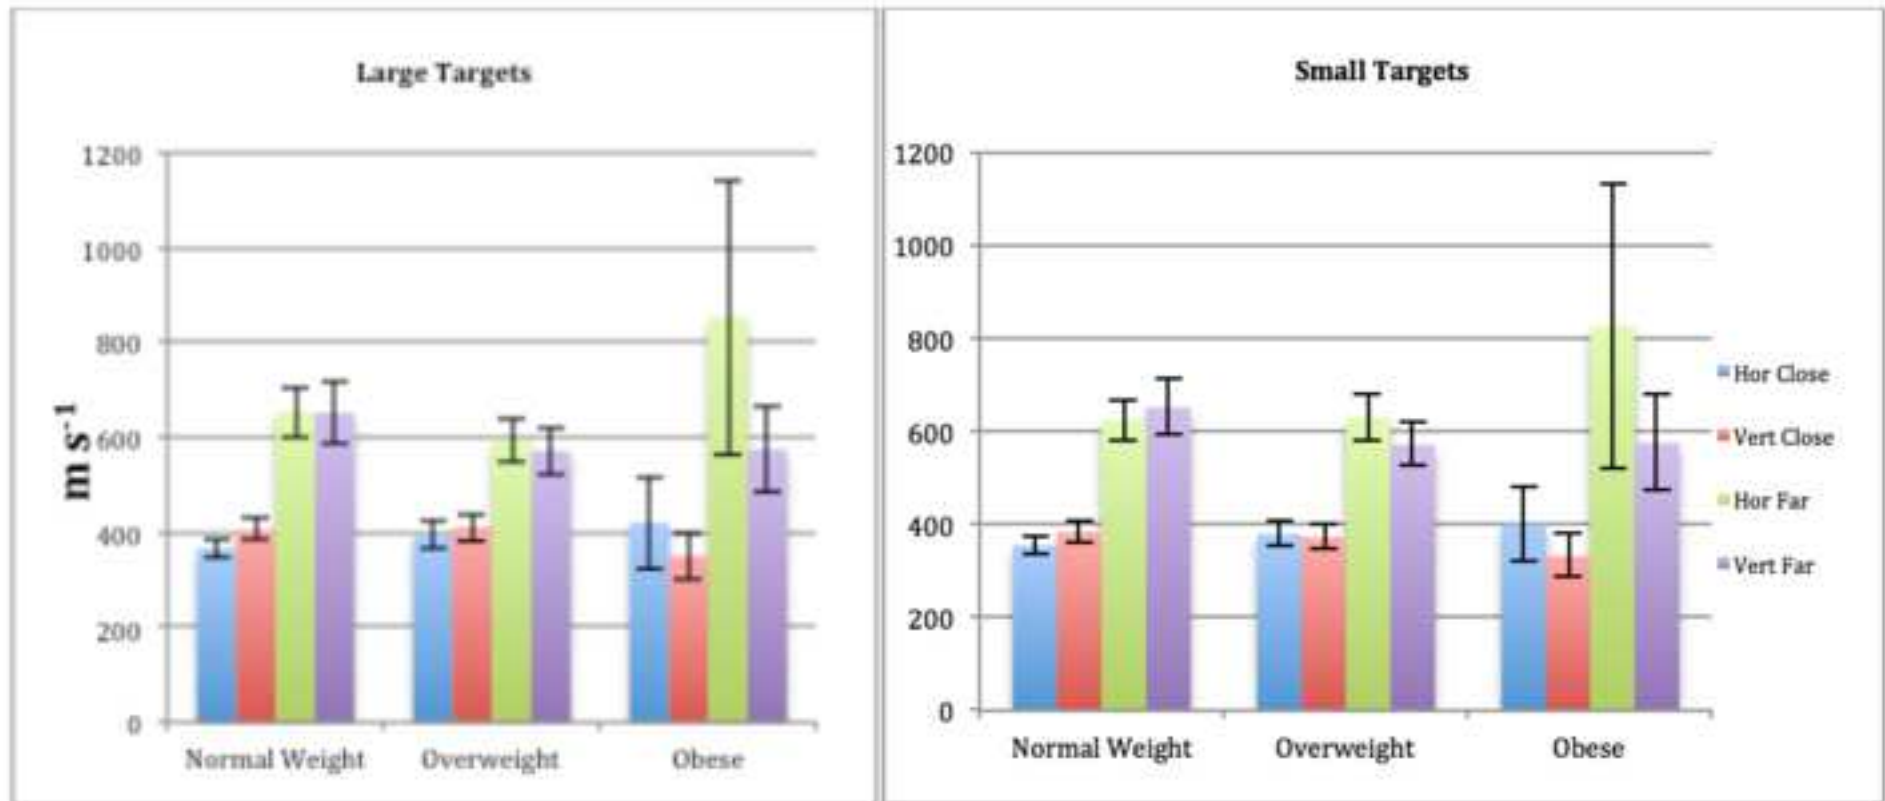 Large Targets
1200
1000
800
600
400
200
0
m s-1
Normal Weight Overweight Obese
Small Targets
1200
1000
800
600
400
200
0
Normal Weight Overweight Obese
Hor Close
Vert Close
Hor Far
Vert Far